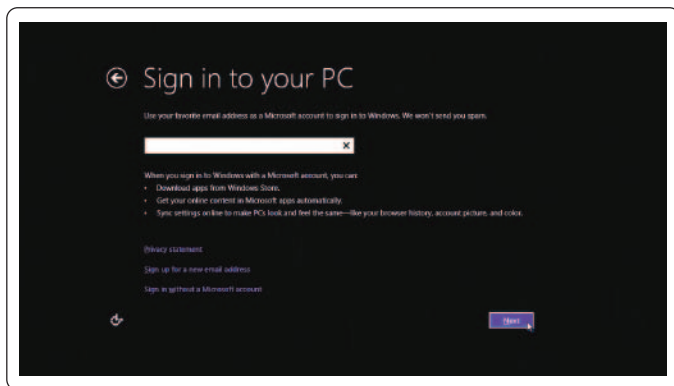 Sign in to your PC
Use your favorite email address as a Microsoft account to sign in to Windows. We won't send you spam.
When you sign in to Windows with a Microsoft account, you can:
• Download apps from Windows Store.
• Get your online content in Microsoft apps automatically.
• Sync settings online to make PCs look and feel the same—like your browser history, account picture, and color.
Privacy statement
Sign up for a new email address
Sign in without a Microsoft account
Next